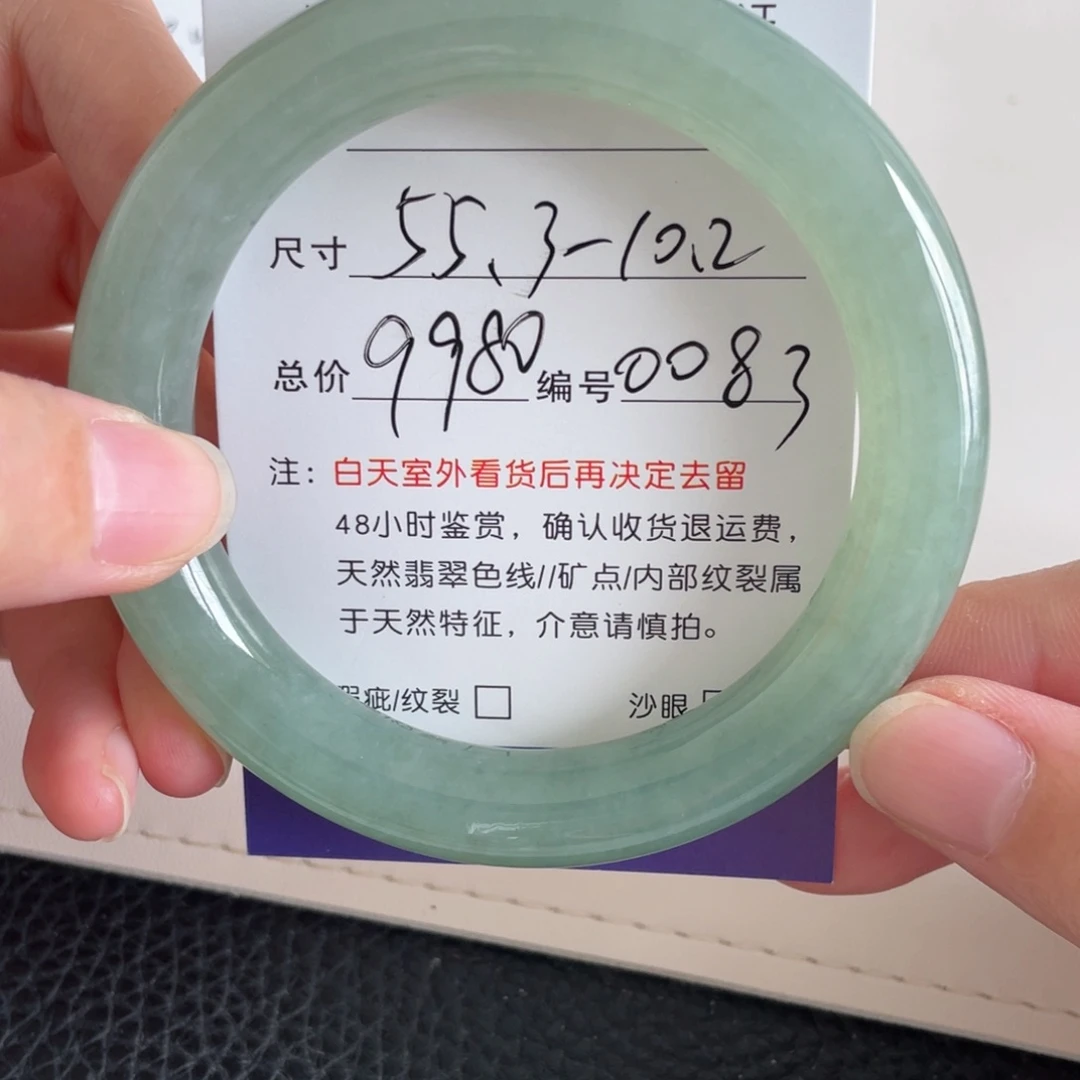 尺寸 55.3-10.2
总价 9980 编号 0083
注：白天室外看货后再决定去留
48小时鉴赏，确认收货退运费，
天然翡翠色线//矿点/内部纹裂属
于天然特征，介意请慎拍。
瑕疵/纹裂 □ 沙眼